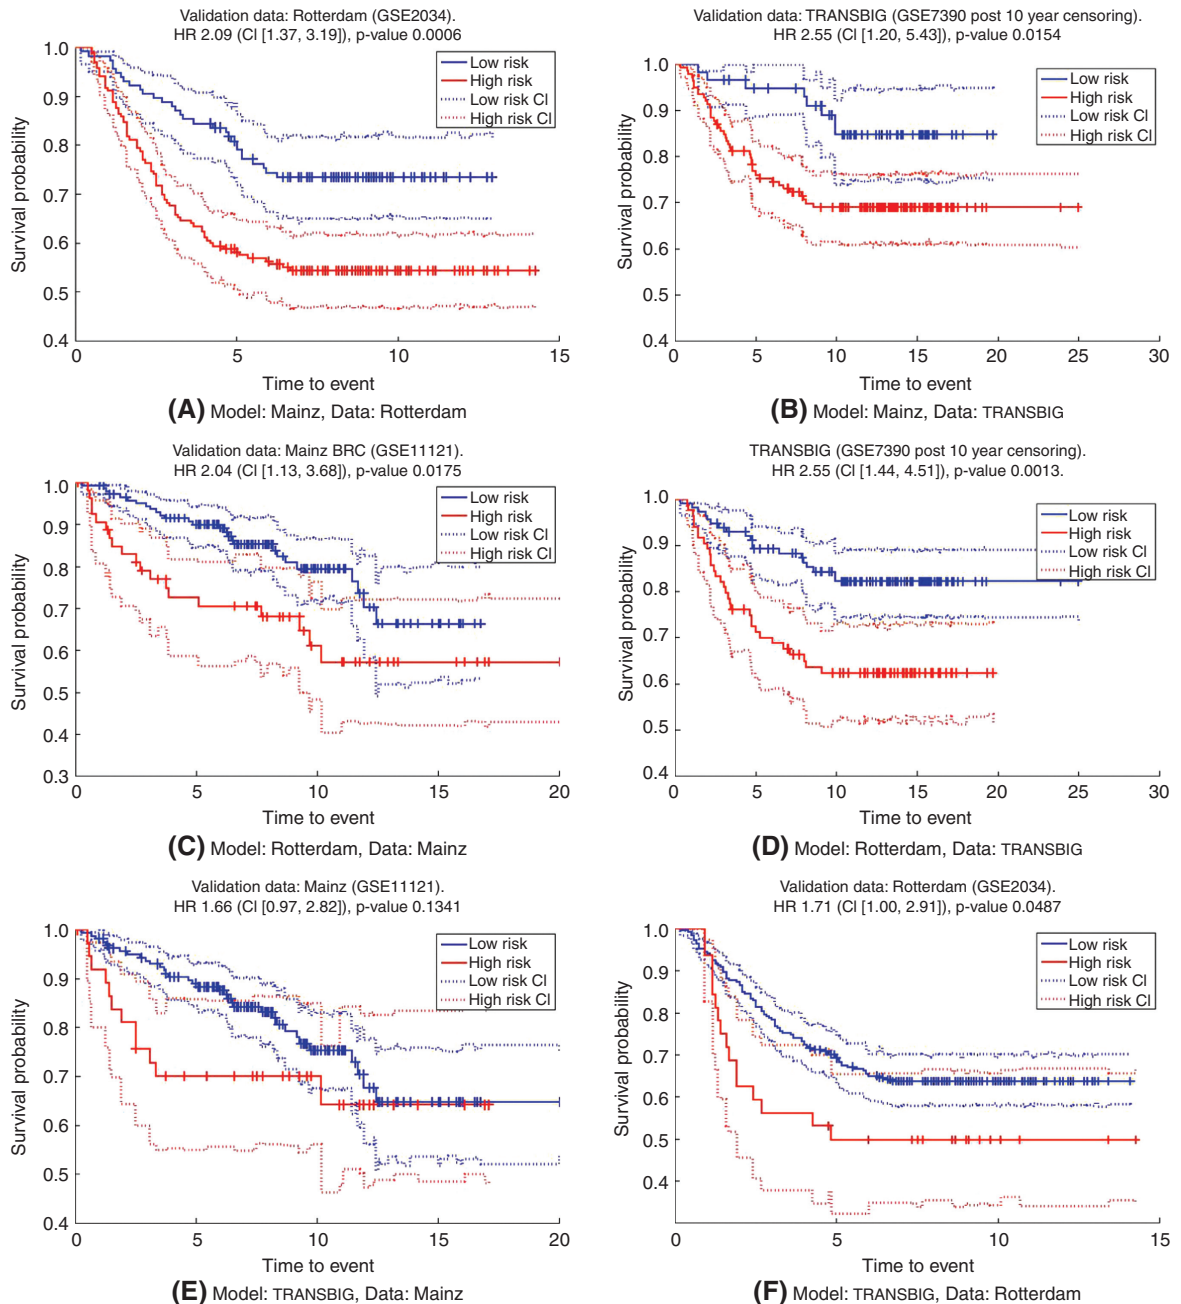 Validation data: Rotterdam (GSE2034).
HR 2.09 (CI [1.37, 3.19]), p-value 0.0006
1.0
0.9
0.8
0.7
0.6
0.5
0.4
Survival probability
Low risk
High risk
Low risk CI
High risk CI
0 5 10 15
Time to event
(A) Model: Mainz, Data: Rotterdam
Validation data: TRANSBIG (GSE7390 post 10 year censoring).
HR 2.55 (CI [1.20, 5.43]), p-value 0.0154
1.0
0.9
0.8
0.7
0.6
0.5
0.4
Survival probability
Low risk
High risk
Low risk CI
High risk CI
0 5 10 15 20 25 30
Time to event
(B) Model: Mainz, Data: TRANSBIG
Validation data: Mainz BRC (GSE11121).
HR 2.04 (CI [1.13, 3.68]), p-value 0.0175
1.0
0.9
0.8
0.7
0.6
0.5
0.4
0.3
Survival probability
Low risk
High risk
Low risk CI
High risk CI
0 5 10 15 20
Time to event
(C) Model: Rotterdam, Data: Mainz
TRANSBIG (GSE7390 post 10 year censoring).
HR 2.55 (CI [1.44, 4.51]), p-value 0.0013.
1.0
0.9
0.8
0.7
0.6
0.5
0.4
Survival probability
Low risk
High risk
Low risk CI
High risk CI
0 5 10 15 20 25 30
Time to event
(D) Model: Rotterdam, Data: TRANSBIG
Validation data: Mainz (GSE11121).
HR 1.66 (CI [0.97, 2.82]), p-value 0.1341
1.0
0.9
0.8
0.7
0.6
0.5
0.4
Survival probability
Low risk
High risk
Low risk CI
High risk CI
0 5 10 15 20
Time to event
(E) Model: TRANSBIG, Data: Mainz
Validation data: Rotterdam (GSE2034).
HR 1.71 (CI [1.00, 2.91]), p-value 0.0487
1.0
0.9
0.8
0.7
0.6
0.5
0.4
Survival probability
Low risk
High risk
Low risk CI
High risk CI
0 5 10 15
Time to event
(F) Model: TRANSBIG, Data: Rotterdam